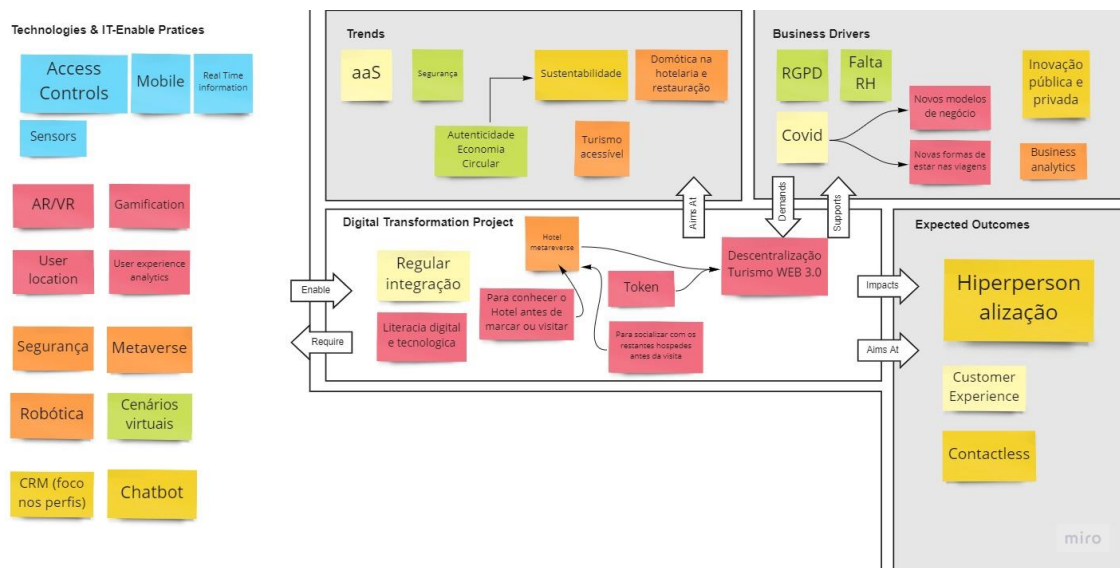 Technologies & IT-Enable Pratices
Access
Controls
Mobile
Real Time
information
Sensors
AR/VR
Gamification
User
location
User experience
analytics
Segurança
Metaverse
Robótica
Cenários
virtuais
CRM (foco
nos perfis)
Chatbot
Trends
aaS
Segurança
Sustentabilidade
Domótica na
hotelaria e
restauração
Autenticidade
Economia
Circular
Turismo
acessível
Business Drivers
RGPD
Falta
RH
Inovação
pública e
privada
Covid
Novos modelos
de negócio
Novas formas de
estar nas viagens
Business
analytics
Aims At
Demands
Supports
Digital Transformation Project
Enable
Require
Regular
integração
Hotel
metareverse
Descentralização
Turismo WEB 3.0
Token
Para conhecer o
Hotel antes de
marcar ou visitar
Literacia digital
e tecnologica
Para socializar com os
restantes hospedes
antes da visita
Impacts
Aims At
Expected Outcomes
Hiperperson
alização
Customer
Experience
Contactless
miro